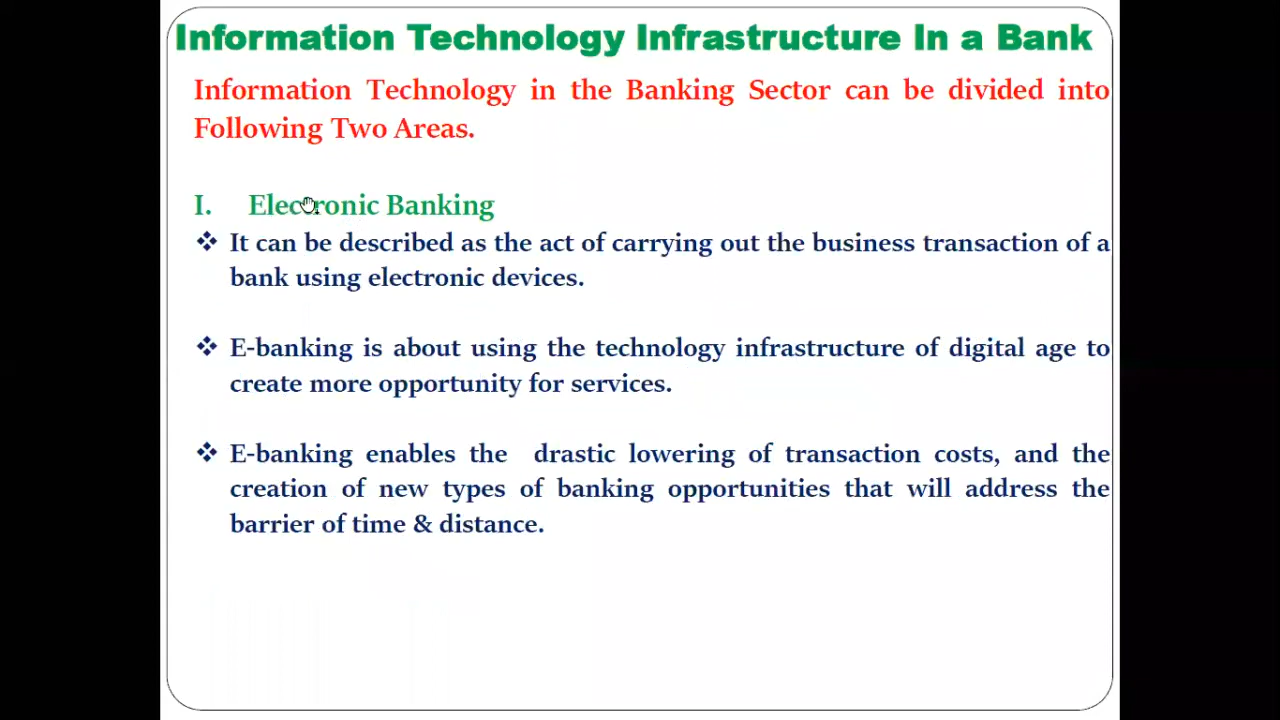 Information Technology Infrastructure In a Bank
Information Technology in the Banking Sector can be divided into
Following Two Areas.
I. Electronic Banking
❖ It can be described as the act of carrying out the business transaction of a
bank using electronic devices.
❖ E-banking is about using the technology infrastructure of digital age to
create more opportunity for services.
❖ E-banking enables the drastic lowering of transaction costs, and the
creation of new types of banking opportunities that will address the
barrier of time & distance.